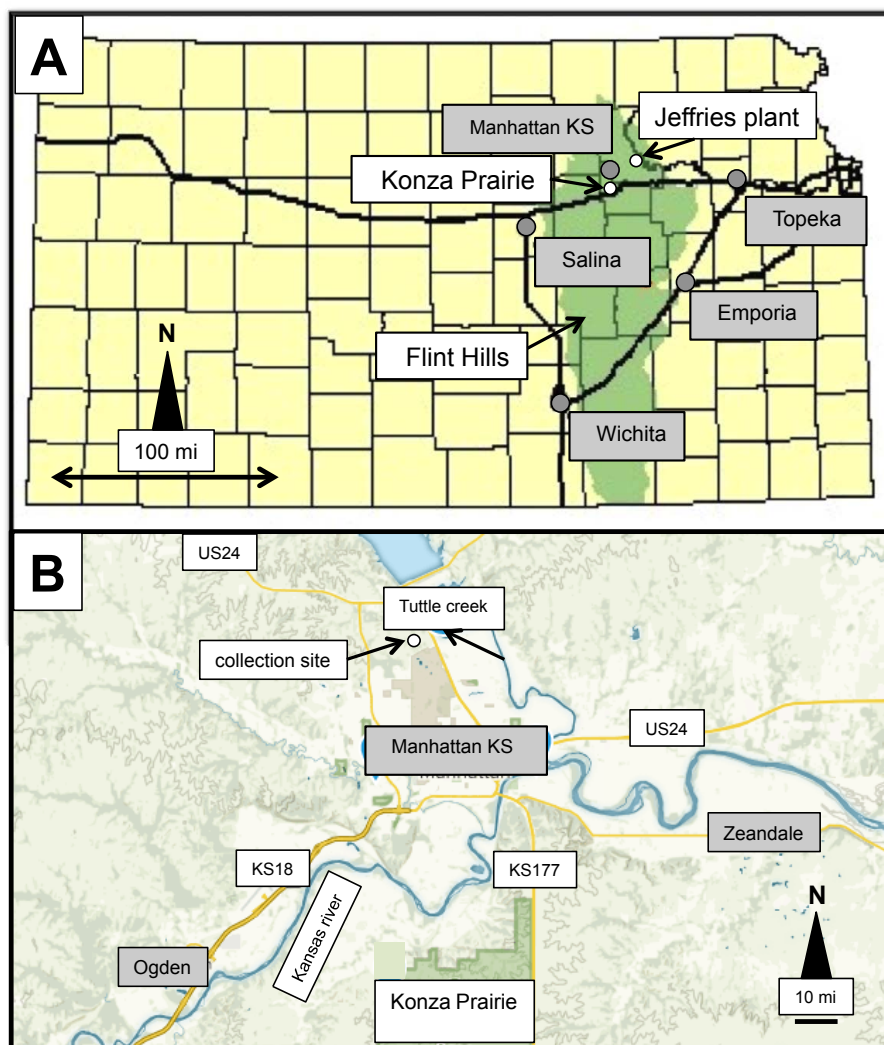 A
Jeffries plant
Manhattan KS
Konza Prairie
Topeka
Salina
Emporia
N
Flint Hills
Wichita
100 mi
B
US24
Tuttle creek
collection site
US24
Manhattan KS
Manhattan
Zeandale
KS18
KS177
N
Kansas river
Ogden
Konza Prairie
10 mi